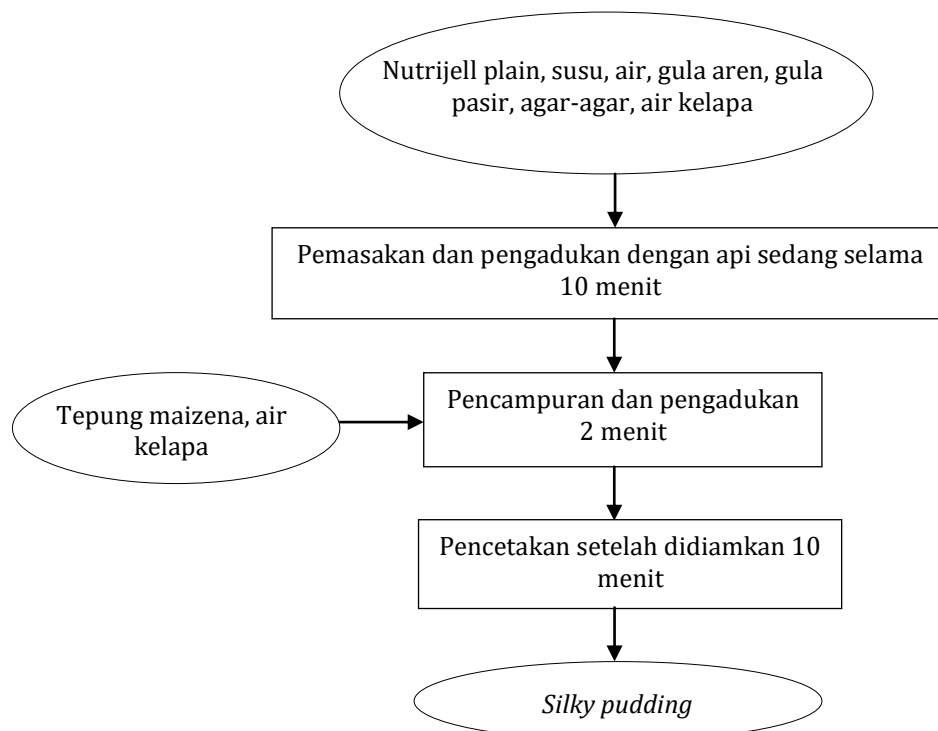 Nutrijell plain, susu, air, gula aren, gula
pasir, agar-agar, air kelapa
Pemasakan dan pengadukan dengan api sedang selama
10 menit
Tepung maizena, air
kelapa
Pencampuran dan pengadukan
2 menit
Pencetakan setelah didiamkan 10
menit
Silky pudding